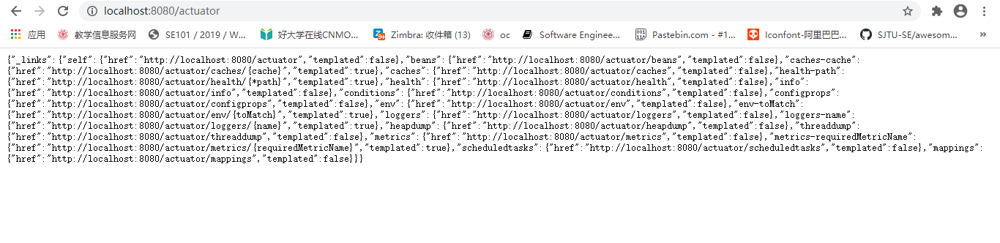 localhost:8080/actuator
应用 教学信息服务网 SE101 / 2019 / W... 好大学在线CNMO... Zimbra: 收件箱 (13) oc Software Enginee... Pastebin.com - #1... Iconfont-阿里巴巴... SJTU-SE/awesom... »
{"_links":{"self":{"href":"http://localhost:8080/actuator","templated":false},"beans":{"href":"http://localhost:8080/actuator/beans","templated":false},"caches-cache":
{"href":"http://localhost:8080/actuator/caches/{cache}","templated":true},"caches":{"href":"http://localhost:8080/actuator/caches","templated":false},"health-path":
{"href":"http://localhost:8080/actuator/health/{*path}","templated":true},"health":{"href":"http://localhost:8080/actuator/health","templated":false},"info":
{"href":"http://localhost:8080/actuator/info","templated":false},"conditions":{"href":"http://localhost:8080/actuator/conditions","templated":false},"configprops":
{"href":"http://localhost:8080/actuator/configprops","templated":false},"env":{"href":"http://localhost:8080/actuator/env","templated":false},"env-toMatch":
{"href":"http://localhost:8080/actuator/env/{toMatch}","templated":true},"loggers":{"href":"http://localhost:8080/actuator/loggers","templated":false},"loggers-name":
{"href":"http://localhost:8080/actuator/loggers/{name}","templated":true},"heapdump":{"href":"http://localhost:8080/actuator/heapdump","templated":false},"threaddump":
{"href":"http://localhost:8080/actuator/threaddump","templated":false},"metrics":{"href":"http://localhost:8080/actuator/metrics","templated":false},"metrics-requiredMetricName":
{"href":"http://localhost:8080/actuator/metrics/{requiredMetricName}","templated":true},"scheduledtasks":{"href":"http://localhost:8080/actuator/scheduledtasks","templated":false},"mappings":
{"href":"http://localhost:8080/actuator/mappings","templated":false}}}